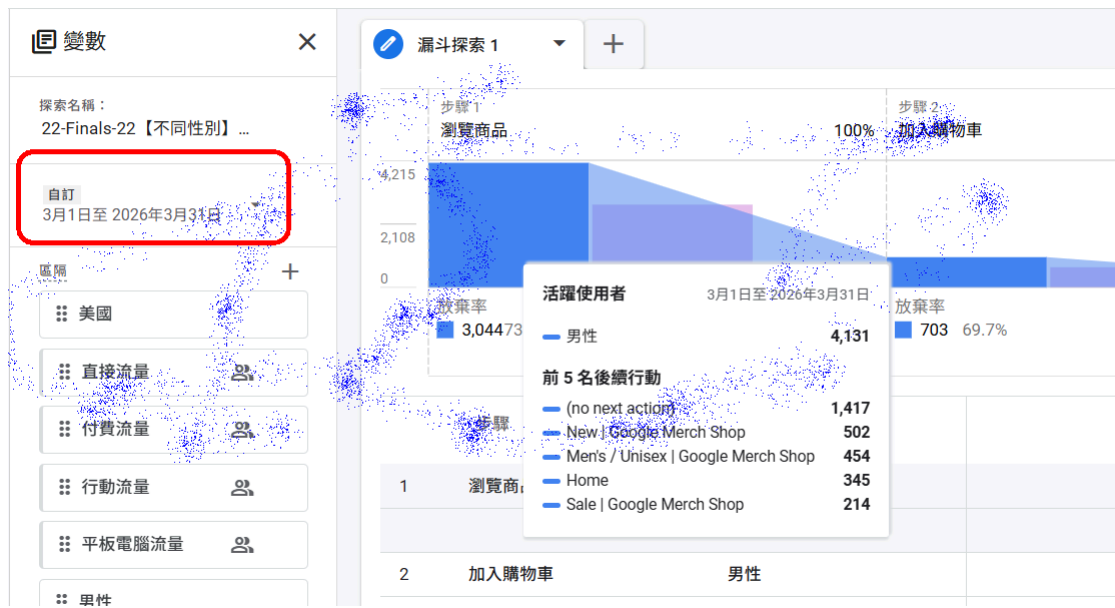 變數
探索名稱：
22-Finals-22【不同性別】...
自訂
3月1日至 2026年3月31日
區隔
美國
直接流量
付費流量
行動流量
平板電腦流量
男性
漏斗探索 1
步驟 1
瀏覽商品
100%
步驟 2
加入購物車
4,215
2,108
0
放棄率
3,044
73
放棄率
703 69.7%
活躍使用者
3月1日至 2026年3月31日
男性 4,131
前 5 名後續行動
(no next action) 1,417
New | Google Merch Shop 502
Men's / Unisex | Google Merch Shop 454
Home 345
Sale | Google Merch Shop 214
步驟
1 瀏覽商
2 加入購物車 男性